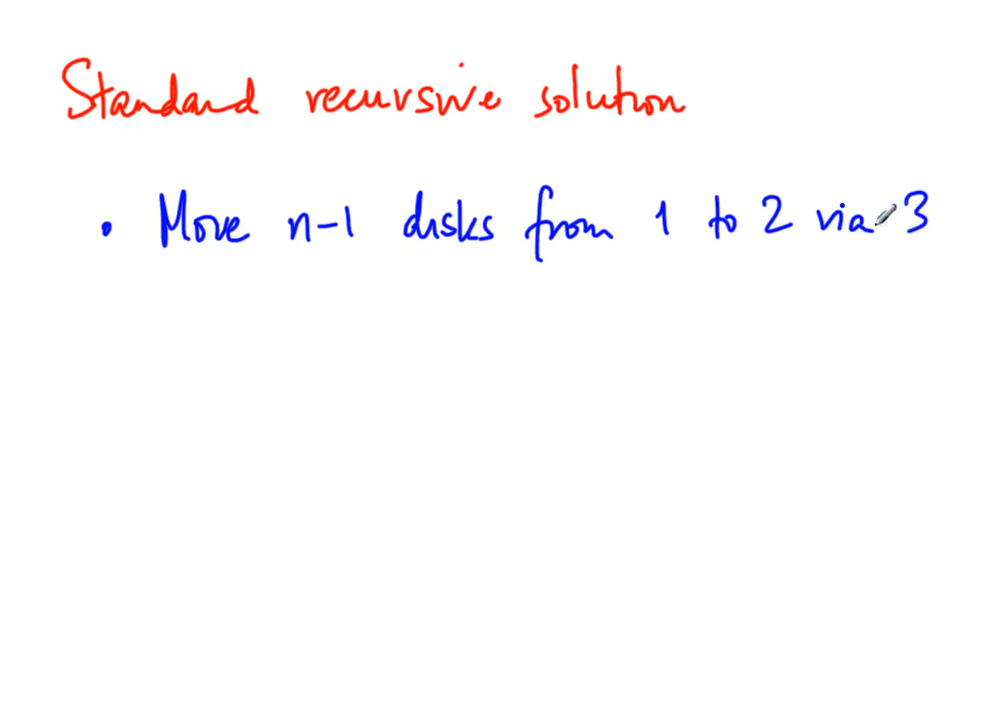 Standard recursive solution
• Move n-1 disks from 1 to 2 via 3